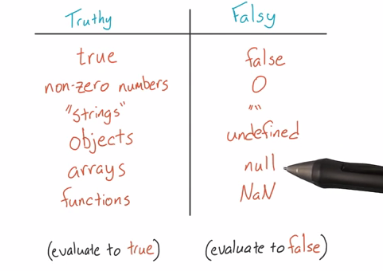 Truthy Falsy
true false
non-zero numbers 0
"strings" ""
objects undefined
arrays null
functions NaN
(evaluate to true) (evaluate to false)